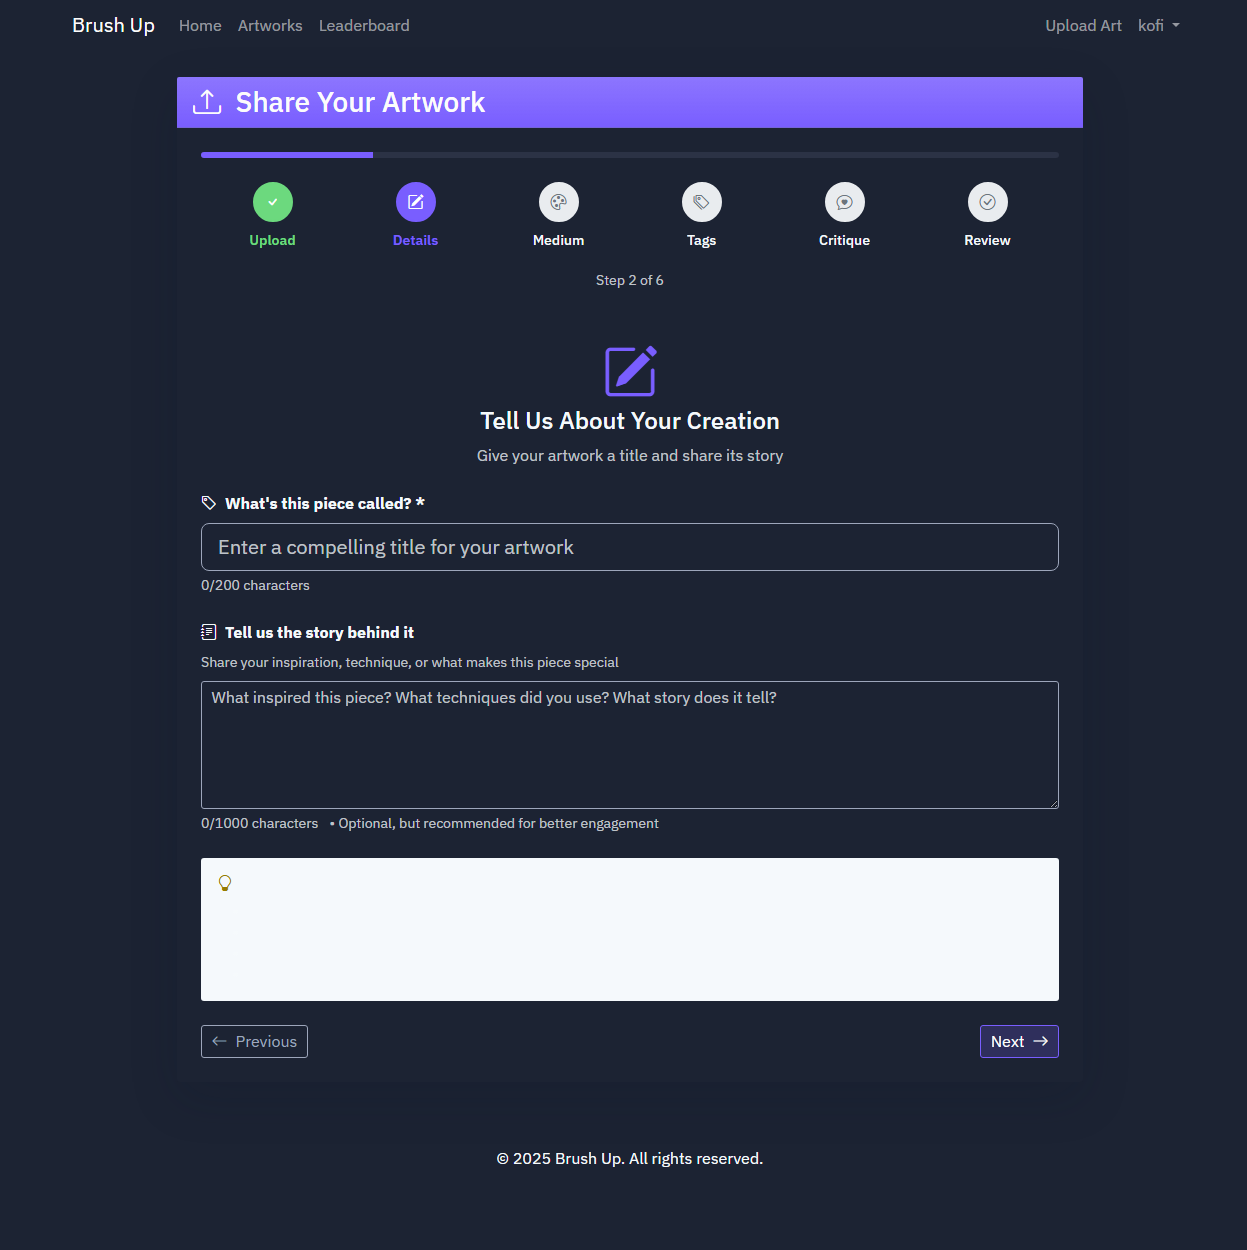 Brush Up Home Artworks Leaderboard Upload Art kofi
Share Your Artwork
Upload Details Medium Tags Critique Review
Step 2 of 6
Tell Us About Your Creation
Give your artwork a title and share its story
What's this piece called? *
Enter a compelling title for your artwork
0/200 characters
Tell us the story behind it
Share your inspiration, technique, or what makes this piece special
What inspired this piece? What techniques did you use? What story does it tell?
0/1000 characters • Optional, but recommended for better engagement
Previous Next
© 2025 Brush Up. All rights reserved.